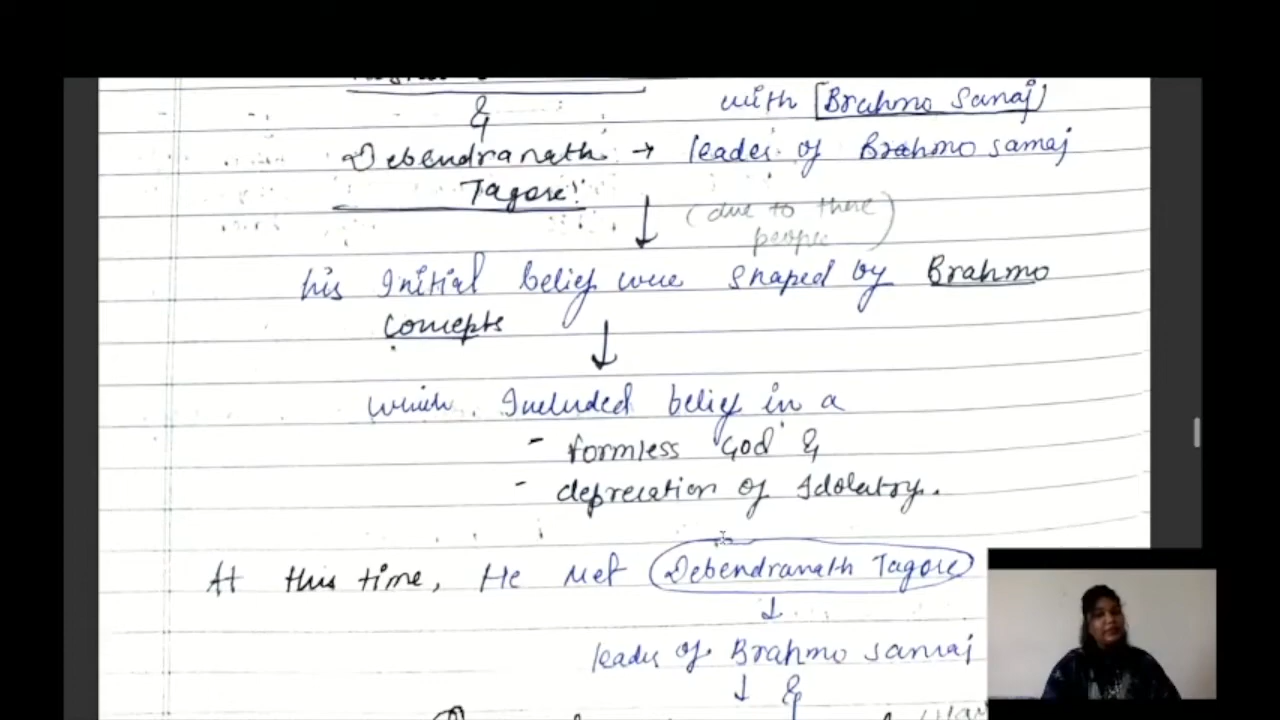 with [Brahmo Samaj)
&
Debendranath → leader of Brahmo samaj
Tagore!
↓ (due to these
people)
his Initial belief were shaped by Brahmo
concepts
↓
which Included belief in a
- formless God &
- deprecation of Idolatry.
At this time, He Met Debendranath Tagore
↓
leader of Brahmo samaj
↓ &